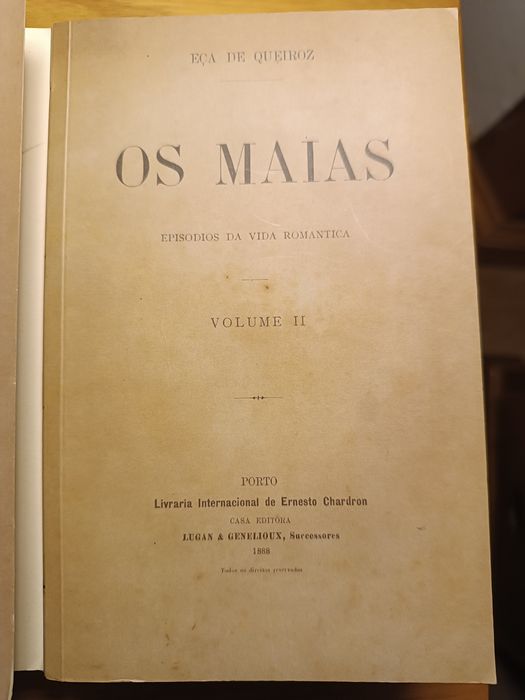 EÇA DE QUEIROZ
OS MAIAS
EPISODIOS DA VIDA ROMANTICA
VOLUME II
PORTO
Livraria Internacional de Ernesto Chardron
CASA EDITÔRA
LUGAN & GENELIOUX, Successores
1888
Todos os direitos reservados